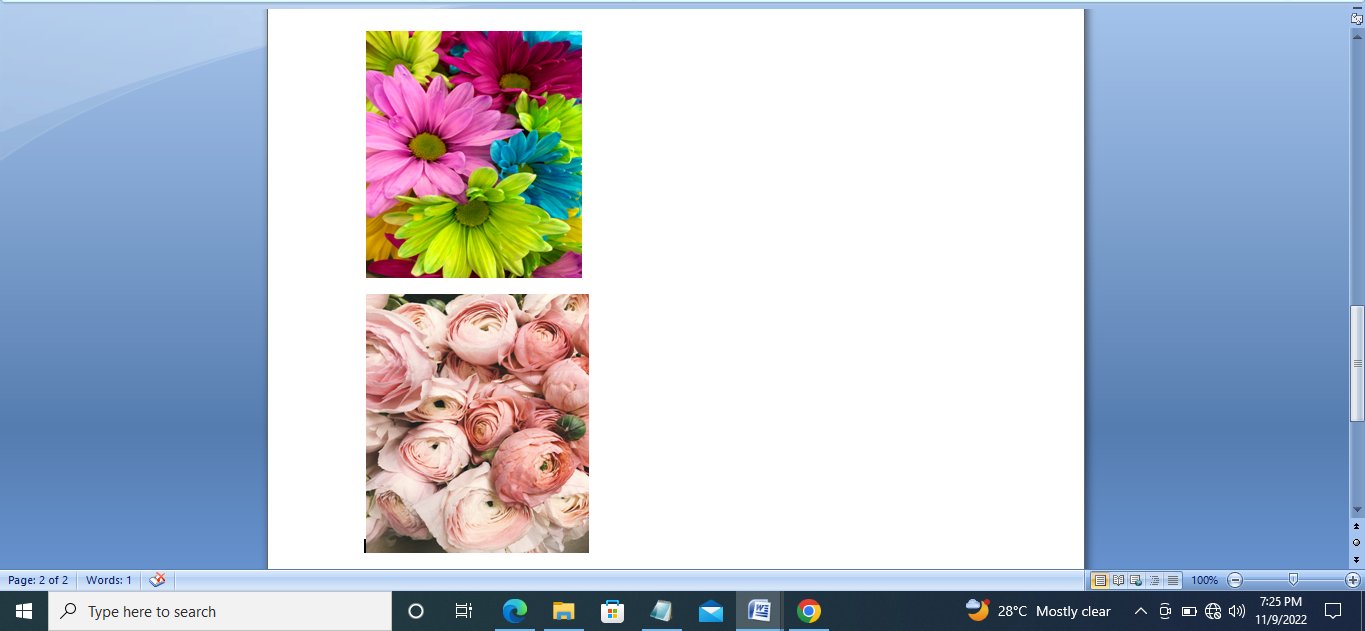 Page: 2 of 2 Words: 1 100%
Type here to search 28°C Mostly clear 7:25 PM
11/9/2022